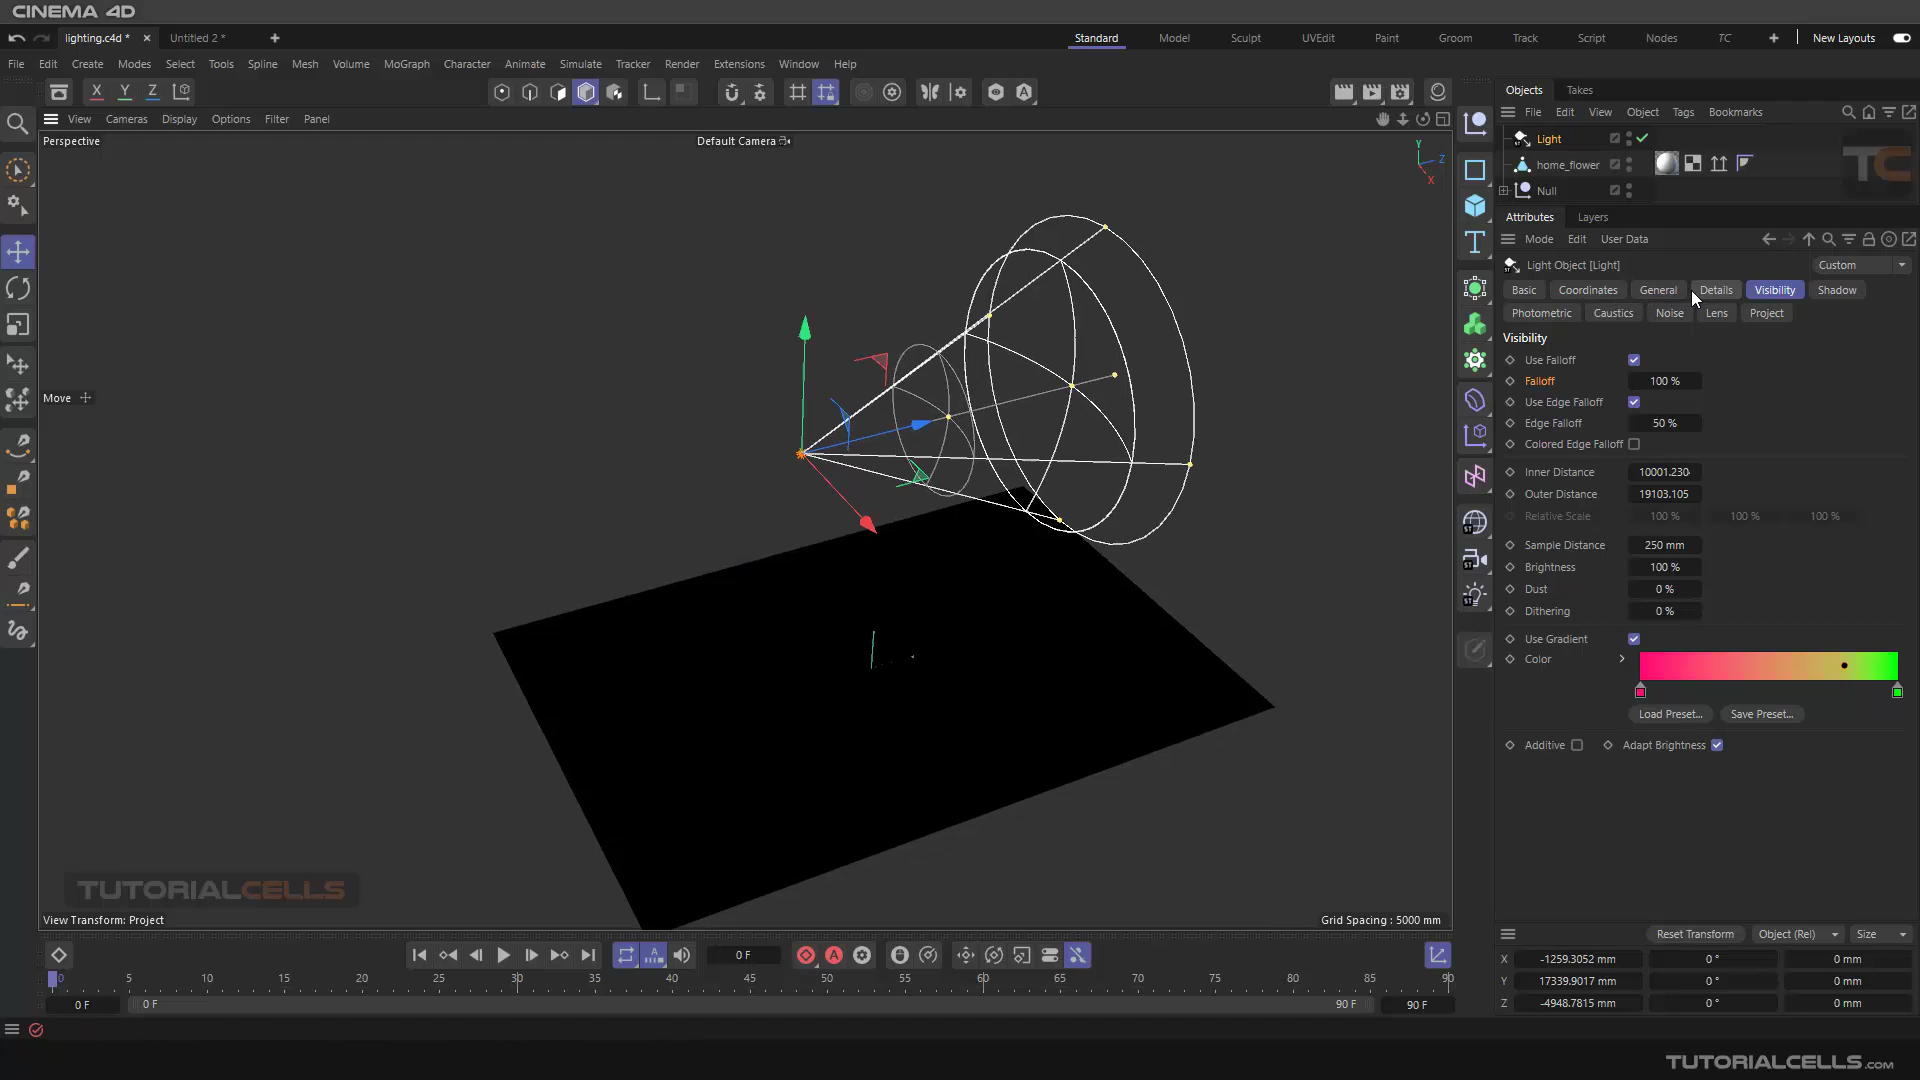 CINEMA 4D
lighting.c4d *
Untitled 2 *
Standard Model Sculpt UVEdit Paint Groom Track Script Nodes TC New Layouts
File Edit Create Modes Select Tools Spline Mesh Volume MoGraph Character Animate Simulate Tracker Render Extensions Window Help
X Y Z
Objects Takes
View Cameras Display Options Filter Panel
File Edit View Object Tags Bookmarks
Perspective
Default Camera
Y
Z
X
Light
home_flower
Null
TC
Attributes Layers
Mode Edit User Data
Light Object [Light]
Custom
Basic Coordinates General Details Visibility Shadow
Photometric Caustics Noise Lens Project
Visibility
Use Falloff
Falloff 100 %
Use Edge Falloff
Edge Falloff 50 %
Colored Edge Falloff
Inner Distance 10001.230
Outer Distance 19103.105
Relative Scale 100 % 100 % 100 %
Sample Distance 250 mm
Brightness 100 %
Dust 0 %
Dithering 0 %
Use Gradient
Color
Load Preset... Save Preset...
Additive Adapt Brightness
Move
TUTORIALCELLS
View Transform: Project
Grid Spacing : 5000 mm
0 F
0 5 10 15 20 25 30 35 40 45 50 55 60 65 70 75 80 85 90
0 F 0 F 90 F 90 F
Reset Transform Object (Rel) Size
X -1259.3052 mm 0 ° 0 mm
Y 17339.9017 mm 0 ° 0 mm
Z -4948.7815 mm 0 ° 0 mm
TUTORIALCELLS.COM